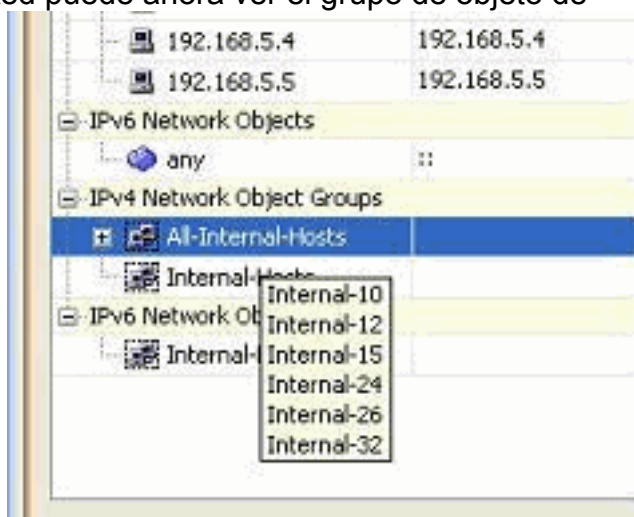 puede ahora ver el grupo de objeto de
192.168.5.4 192.168.5.4
192.168.5.5 192.168.5.5
IPv6 Network Objects
any ::
IPv4 Network Object Groups
All-Internal-Hosts
Internal-Hosts
IPv6 Network Ob
Internal-
Internal-10
Internal-12
Internal-15
Internal-24
Internal-26
Internal-32